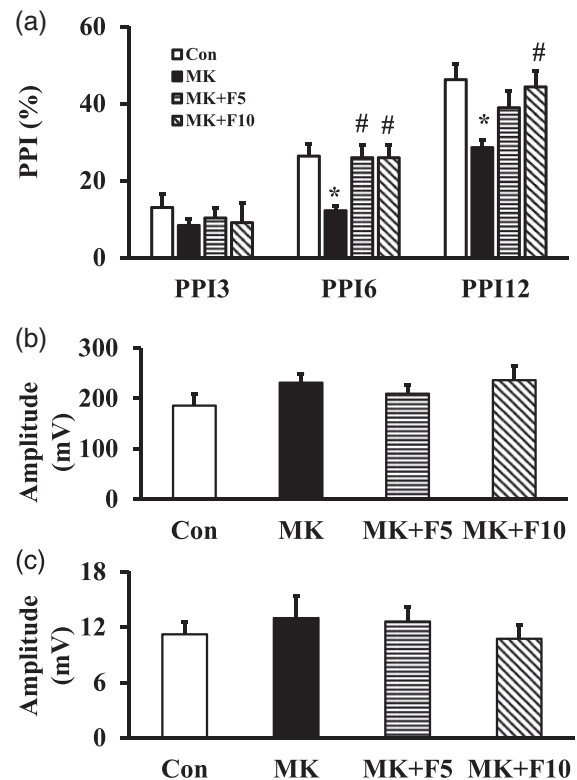 (a)
60
40
20
0
PPI (%)
Con
MK
MK+F5
MK+F10
*
#
#
*
#
PPI3 PPI6 PPI12
(b)
300
200
100
0
Amplitude
(mV)
Con MK MK+F5 MK+F10
(c)
18
12
6
0
Amplitude
(mV)
Con MK MK+F5 MK+F10